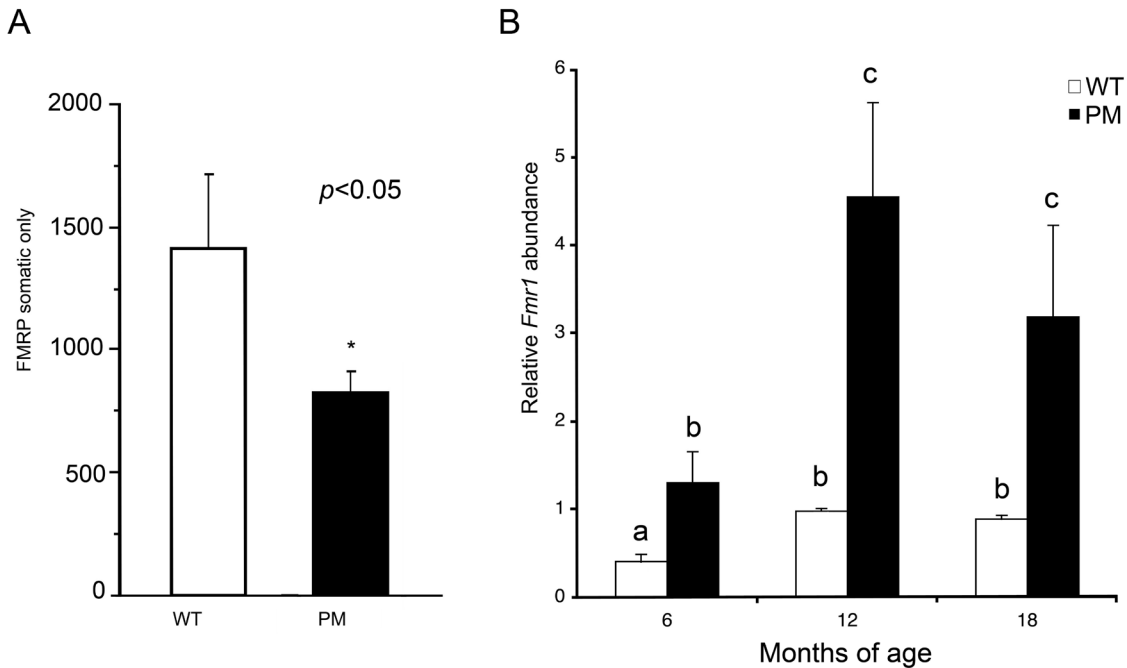 A
2000
1500
1000
500
0
FMRP somatic only
p<0.05
*
WT
PM
B
6
5
4
3
2
1
0
Relative Fmr1 abundance
WT
PM
a
b
b
c
b
c
6
12
18
Months of age